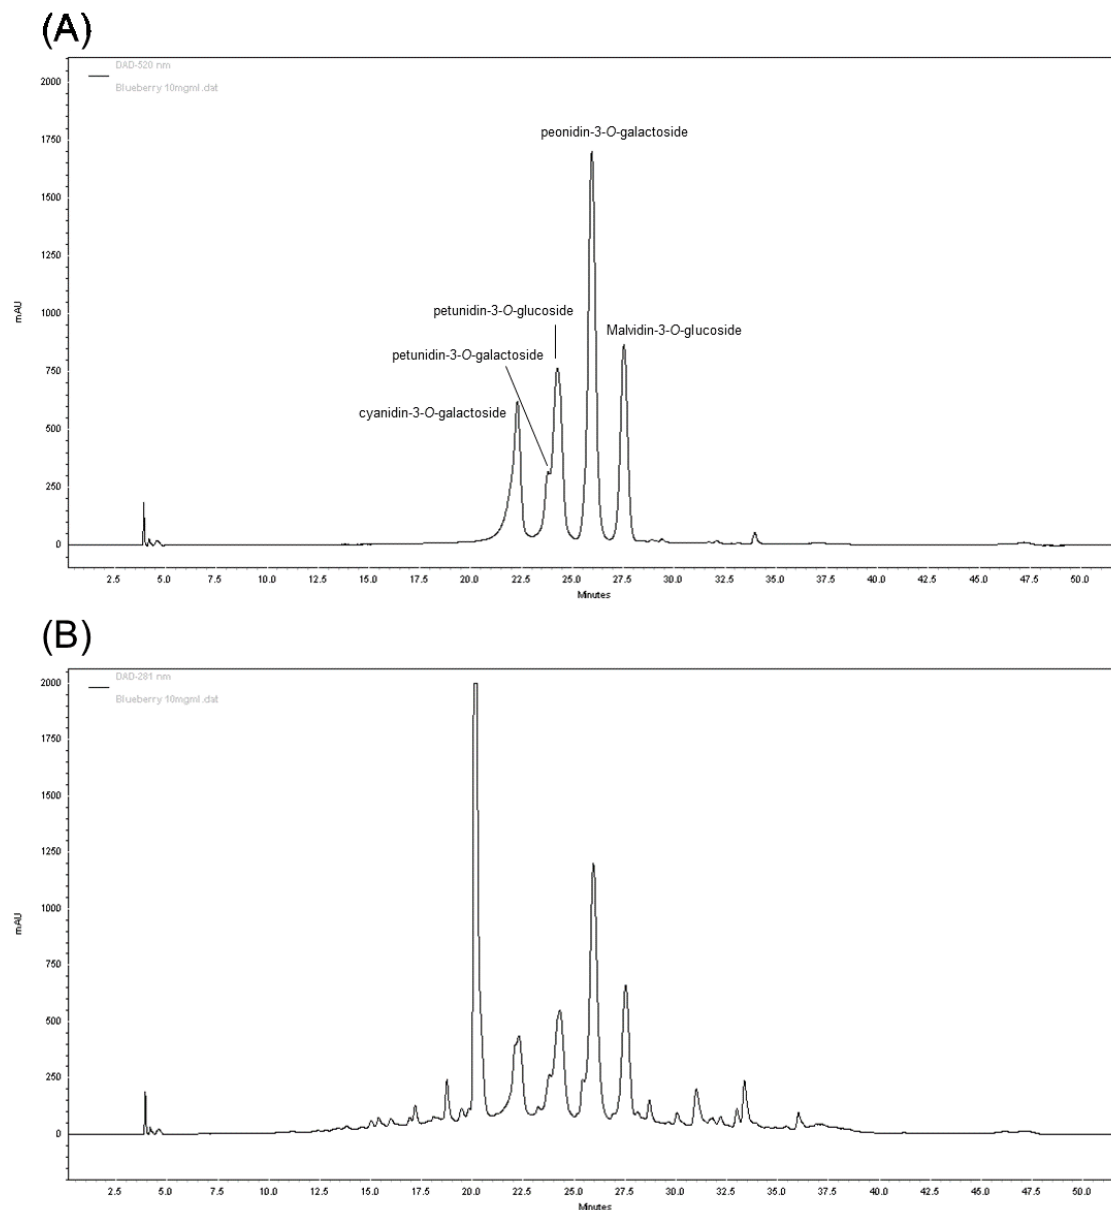 (A)
DAD-520 nm
Blueberry 10mgml.dat
2000
1750
1500
1250
1000
750
500
250
0
mAU
peonidin-3-O-galactoside
petunidin-3-O-glucoside
Malvidin-3-O-glucoside
petunidin-3-O-galactoside
cyanidin-3-O-galactoside
2.5 5.0 7.5 10.0 12.5 15.0 17.5 20.0 22.5 25.0 27.5 30.0 32.5 35.0 37.5 40.0 42.5 45.0 47.5 50.0
Minutes
(B)
DAD-281 nm
Blueberry 10mgml.dat
2000
1750
1500
1250
1000
750
500
250
0
mAU
2.5 5.0 7.5 10.0 12.5 15.0 17.5 20.0 22.5 25.0 27.5 30.0 32.5 35.0 37.5 40.0 42.5 45.0 47.5 50.0
Minutes